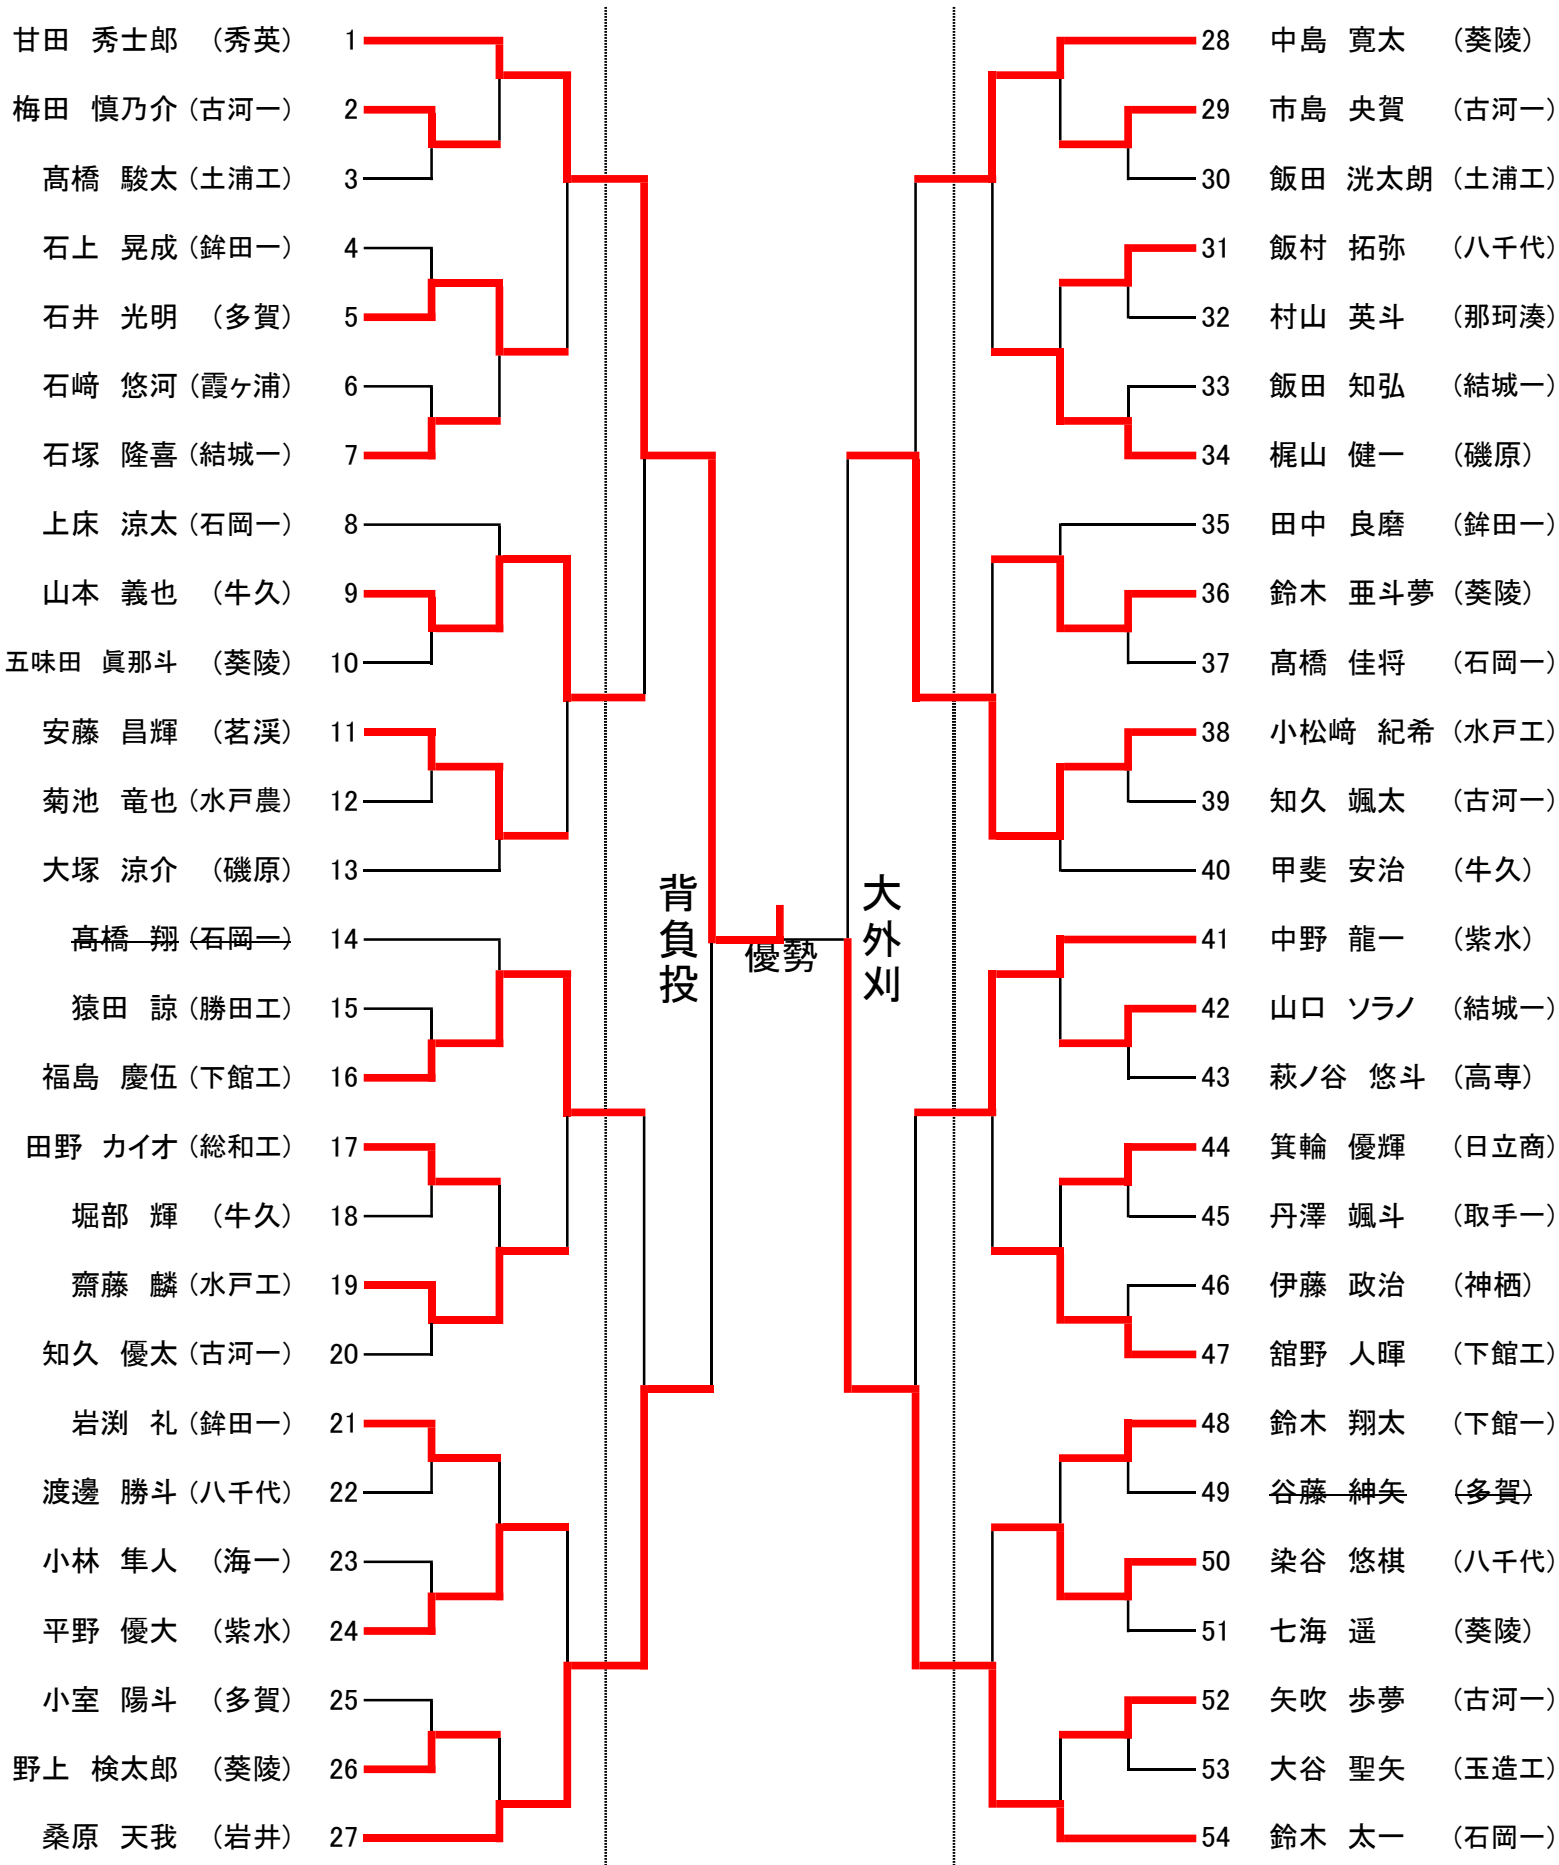 甘田 秀士郎 （秀英） 1
梅田 慎乃介 （古河一） 2
髙橋 駿太 （土浦工） 3
石上 晃成 （鉾田一） 4
石井 光明 （多賀） 5
石﨑 悠河 （霞ヶ浦） 6
石塚 隆喜 （結城一） 7
上床 涼太 （石岡一） 8
山本 義也 （牛久） 9
五味田 眞那斗 （葵陵） 10
安藤 昌輝 （茗渓） 11
菊池 竜也 （水戸農） 12
大塚 涼介 （磯原） 13
髙橋 翔 （石岡一） 14
猿田 諒 （勝田工） 15
福島 慶伍 （下館工） 16
田野 カイオ （総和工） 17
堀部 輝 （牛久） 18
齋藤 麟 （水戸工） 19
知久 優太 （古河一） 20
岩渕 礼 （鉾田一） 21
渡邊 勝斗 （八千代） 22
小林 隼人 （海一） 23
平野 優大 （紫水） 24
小室 陽斗 （多賀） 25
野上 検太郎 （葵陵） 26
桑原 天我 （岩井） 27
背負投
優勢
大外刈
28 中島 寛太 （葵陵）
29 市島 央賀 （古河一）
30 飯田 洸太朗 （土浦工）
31 飯村 拓弥 （八千代）
32 村山 英斗 （那珂湊）
33 飯田 知弘 （結城一）
34 梶山 健一 （磯原）
35 田中 良磨 （鉾田一）
36 鈴木 亜斗夢 （葵陵）
37 髙橋 佳将 （石岡一）
38 小松﨑 紀希 （水戸工）
39 知久 颯太 （古河一）
40 甲斐 安治 （牛久）
41 中野 龍一 （紫水）
42 山口 ソラノ （結城一）
43 萩ノ谷 悠斗 （高専）
44 箕輪 優輝 （日立商）
45 丹澤 颯斗 （取手一）
46 伊藤 政治 （神栖）
47 舘野 人暉 （下館工）
48 鈴木 翔太 （下館一）
49 谷藤 紳矢 （多賀）
50 染谷 悠棋 （八千代）
51 七海 遥 （葵陵）
52 矢吹 歩夢 （古河一）
53 大谷 聖矢 （玉造工）
54 鈴木 太一 （石岡一）